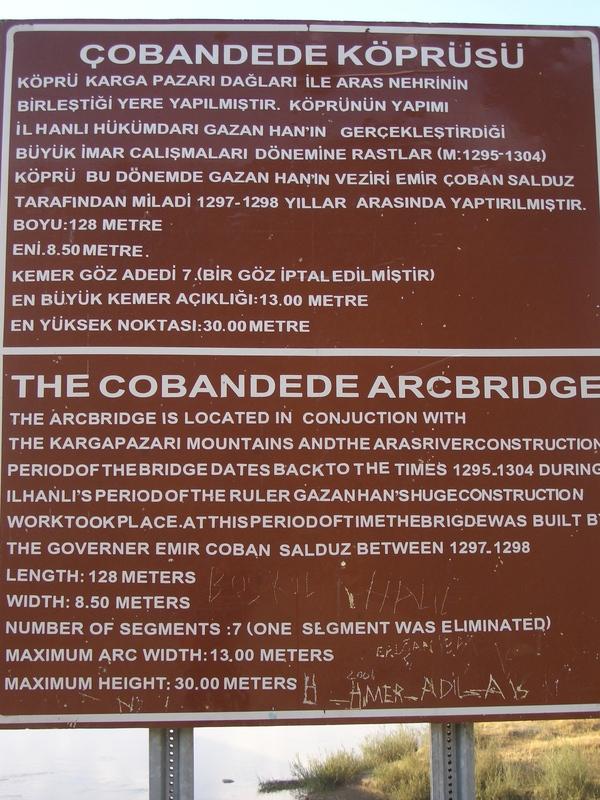 ÇOBANDEDE KÖPRÜSÜ
KÖPRÜ KARGA PAZARI DAĞLARI İLE ARAS NEHRİNİN
BİRLEŞTİĞİ YERE YAPILMIŞTIR. KÖPRÜNÜN YAPIMI
İLHANLI HÜKÜMDARI GAZAN HAN'IN GERÇEKLEŞTİRDİĞİ
BÜYÜK İMAR CALIŞMALARI DÖNEMİNE RASTLAR (M:1295-1304)
KÖPRÜ BU DÖNEMDE GAZAN HAN'IN VEZİRİ EMİR ÇOBAN SALDUZ
TARAFINDAN MİLADİ 1297-1298 YILLAR ARASINDA YAPTIRILMIŞTIR.
BOYU:128 METRE
ENİ.8.50 METRE.
KEMER GÖZ ADEDİ 7.(BİR GÖZ İPTAL EDİLMİŞTİR)
EN BÜYÜK KEMER AÇIKLIĞI:13.00 METRE
EN YÜKSEK NOKTASI:30.00 METRE
THE COBANDEDE ARCBRIDGE
THE ARCBRIDGE IS LOCATED IN CONJUCTION WITH
THE KARGAPAZARI MOUNTAINS ANDTHE ARASRIVERCONSTRUCTION
PERIODOFTHEBRIDGE DATES BACKTO THE TIMES 1295.1304 DURING
ILHANLI'S PERIOD OF THE RULER GAZANHAN'SHUGECONSTRUCTION
WORKTOOKPLACE.ATTHISPERIODOFTIMETHEBRIGDEWAS BUILT BY
THE GOVERNER EMIR COBAN SALDUZ BETWEEN 1297-1298
LENGTH: 128 METERS
WIDTH: 8.50 METERS
NUMBER OF SEGMENTS :7 (ONE SEGMENT WAS ELIMINATED)
MAXIMUM ARC WIDTH:13.00 METERS
MAXIMUM HEIGHT: 30.00 METERS